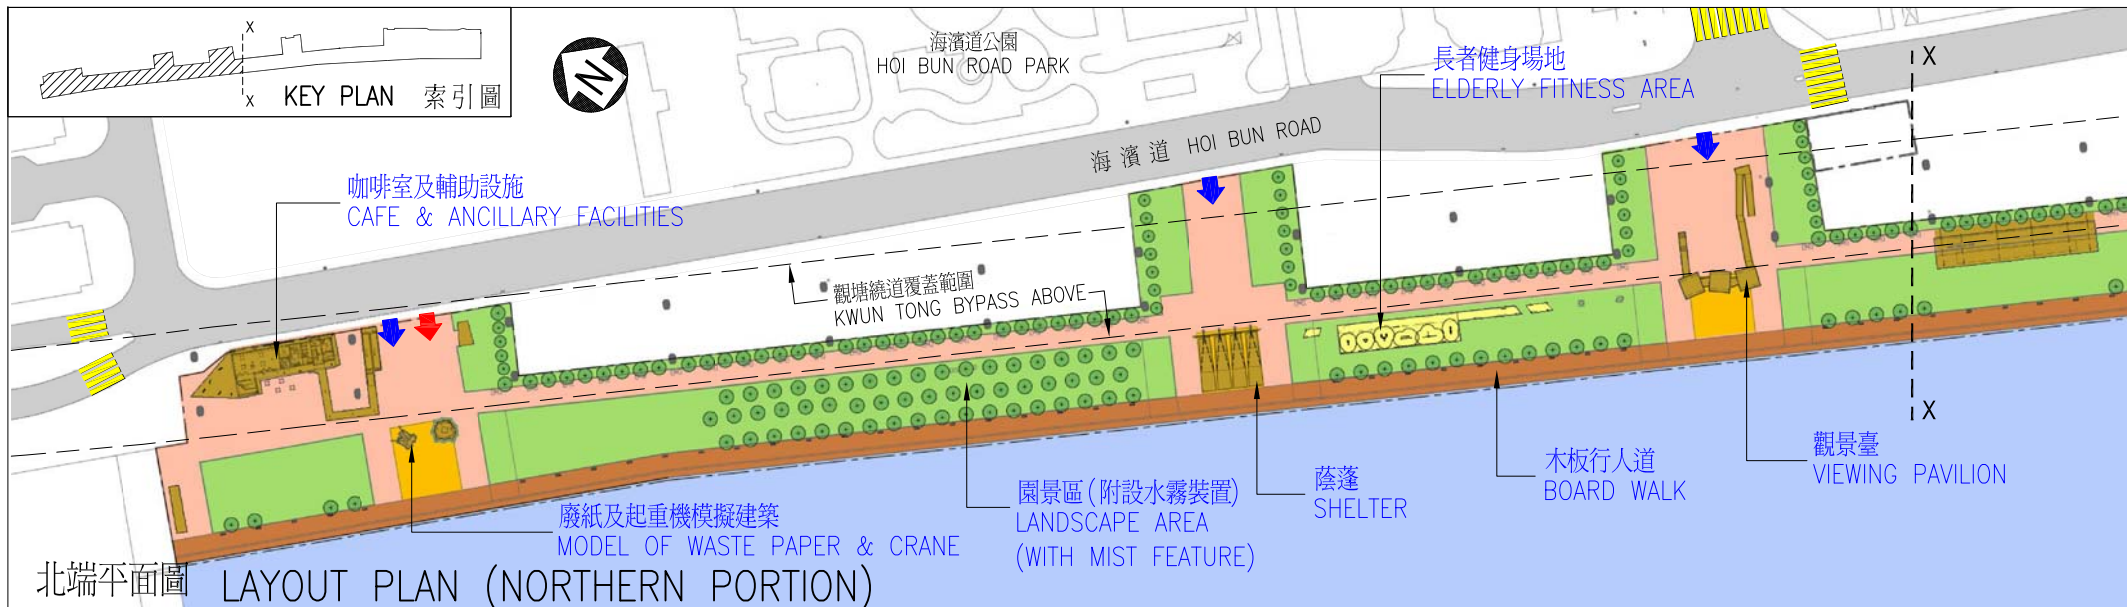 X
X
KEY PLAN 索引圖
N
海濱道公園
HOI BUN ROAD PARK
長者健身場地
ELDERLY FITNESS AREA
X
海濱道 HOI BUN ROAD
咖啡室及輔助設施
CAFE & ANCILLARY FACILITIES
觀塘繞道覆蓋範圍
KWUN TONG BYPASS ABOVE
X
觀景臺
VIEWING PAVILION
木板行人道
BOARD WALK
蔭蓬
SHELTER
園景區(附設水霧裝置)
LANDSCAPE AREA
(WITH MIST FEATURE)
廢紙及起重機模擬建築
MODEL OF WASTE PAPER & CRANE
北端平面圖 LAYOUT PLAN (NORTHERN PORTION)